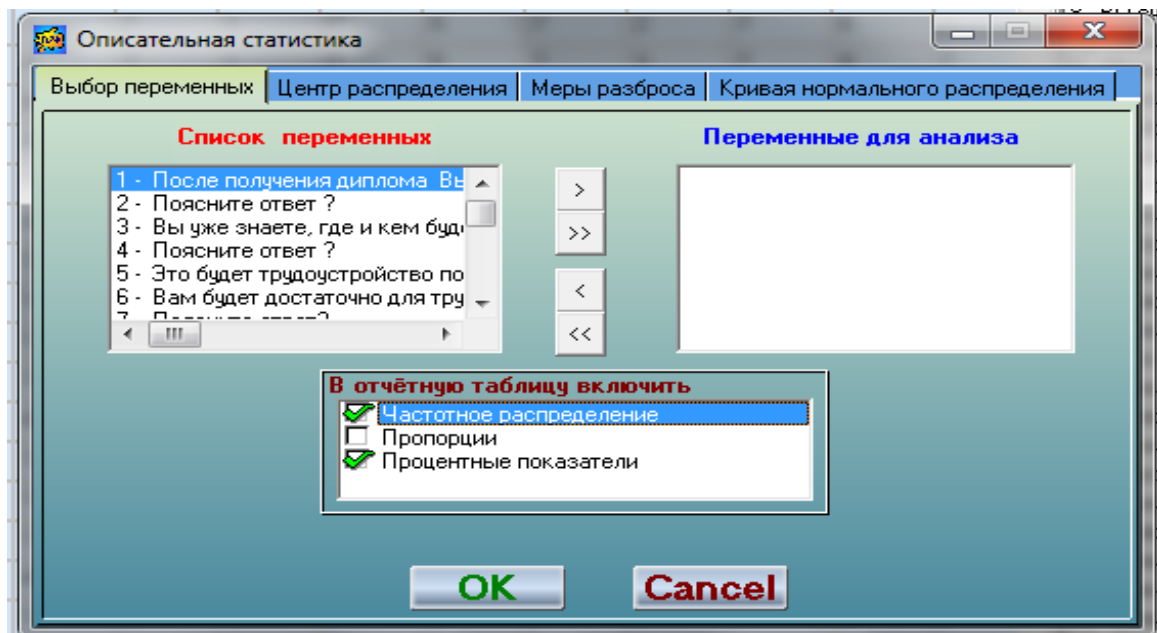 Описательная статистика
Выбор переменных Центр распределения Меры разброса Кривая нормального распределения
Список переменных
Переменные для анализа
1 - После получения диплома
2 - Поясните ответ ?
3 - Вы уже знаете, где и кем
4 - Поясните ответ ?
5 - Это будет трудоустройство по
6 - Вам будет достаточно для
>
>>
<
<<
В отчётную таблицу включить
Частотное распределение
Пропорции
Процентные показатели
OK Cancel